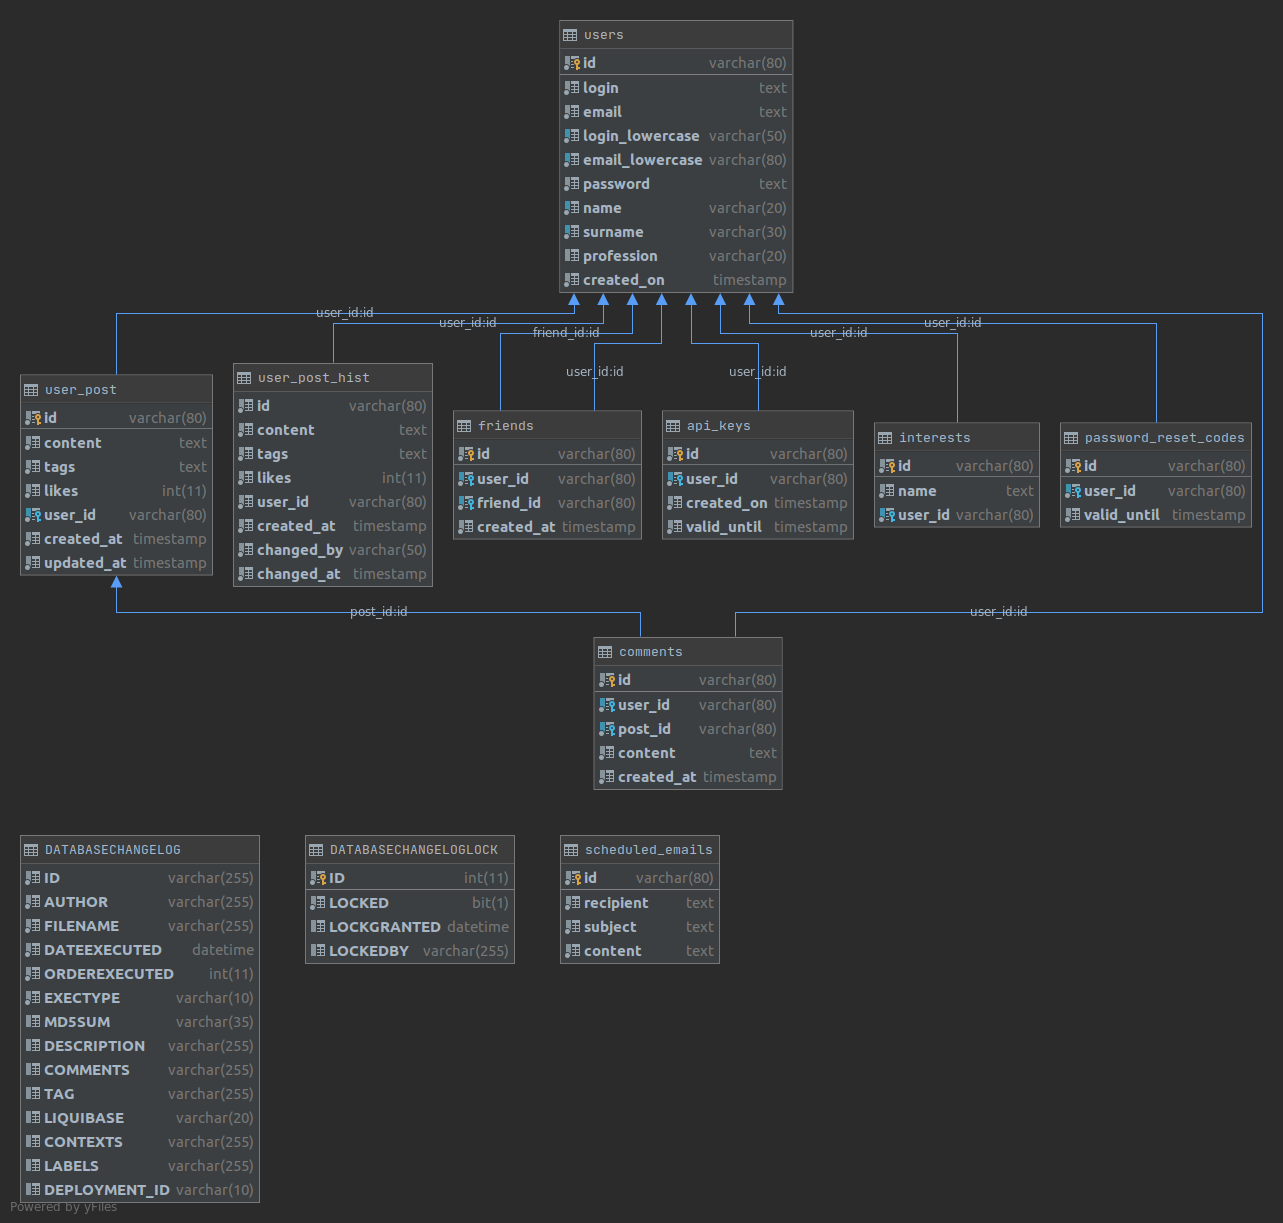 users
id varchar(80)
login text
email text
login_lowercase varchar(50)
email_lowercase varchar(80)
password text
name varchar(20)
surname varchar(30)
profession varchar(20)
created_on timestamp
user_id:id
user_id:id
friend_id:id
user_id:id
user_id:id
user_id:id
user_id:id
user_post
id varchar(80)
content text
tags text
likes int(11)
user_id varchar(80)
created_at timestamp
updated_at timestamp
user_post_hist
id varchar(80)
content text
tags text
likes int(11)
user_id varchar(80)
created_at timestamp
changed_by varchar(50)
changed_at timestamp
friends
id varchar(80)
user_id varchar(80)
friend_id varchar(80)
created_at timestamp
api_keys
id varchar(80)
user_id varchar(80)
created_on timestamp
valid_until timestamp
interests
id varchar(80)
name text
user_id varchar(80)
password_reset_codes
id varchar(80)
user_id varchar(80)
valid_until timestamp
post_id:id
user_id:id
comments
id varchar(80)
user_id varchar(80)
post_id varchar(80)
content text
created_at timestamp
DATABASECHANGELOG
ID varchar(255)
AUTHOR varchar(255)
FILENAME varchar(255)
DATEEXECUTED datetime
ORDEREXECUTED int(11)
EXECTYPE varchar(10)
MD5SUM varchar(35)
DESCRIPTION varchar(255)
COMMENTS varchar(255)
TAG varchar(255)
LIQUIBASE varchar(20)
CONTEXTS varchar(255)
LABELS varchar(255)
DEPLOYMENT_ID varchar(10)
DATABASECHANGELOGLOCK
ID int(11)
LOCKED bit(1)
LOCKGRANTED datetime
LOCKEDBY varchar(255)
scheduled_emails
id varchar(80)
recipient text
subject text
content text
Powered by yFiles